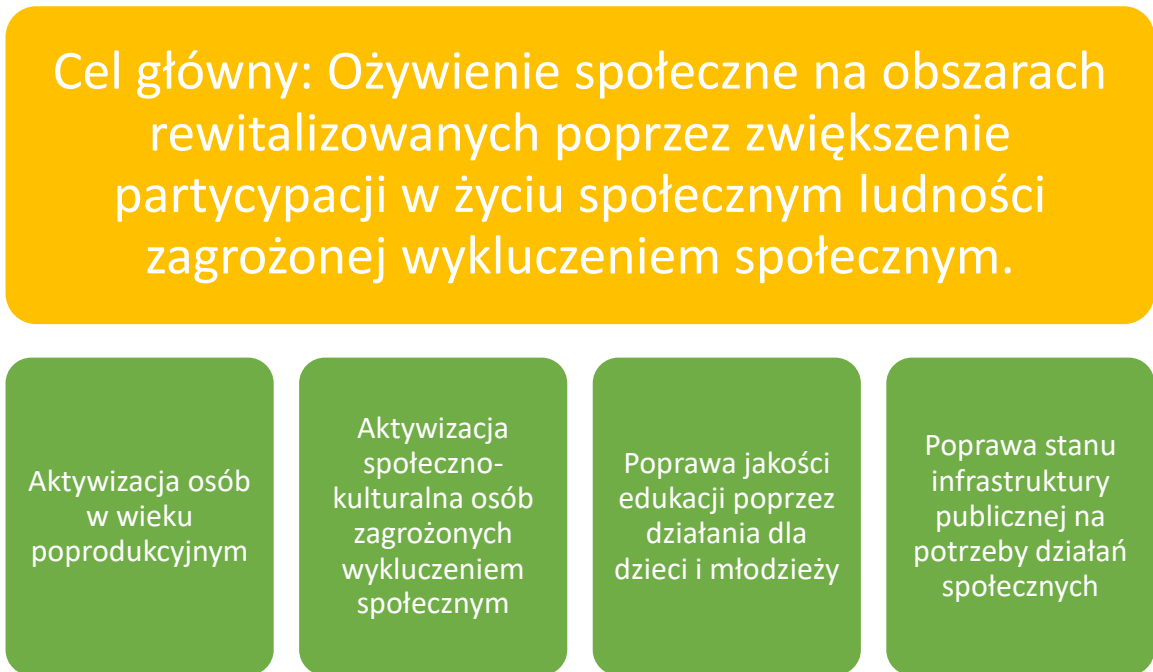 Cel główny: Ożywienie społeczne na obszarach
rewitalizowanych poprzez zwiększenie
partycypacji w życiu społecznym ludności
zagrożonej wykluczeniem społecznym.
Aktywizacja osób
w wieku
poprodukcyjnym
Aktywizacja
społeczno-
kulturalna osób
zagrożonych
wykluczeniem
społecznym
Poprawa jakości
edukacji poprzez
działania dla
dzieci i młodzieży
Poprawa stanu
infrastruktury
publicznej na
potrzeby działań
społecznych